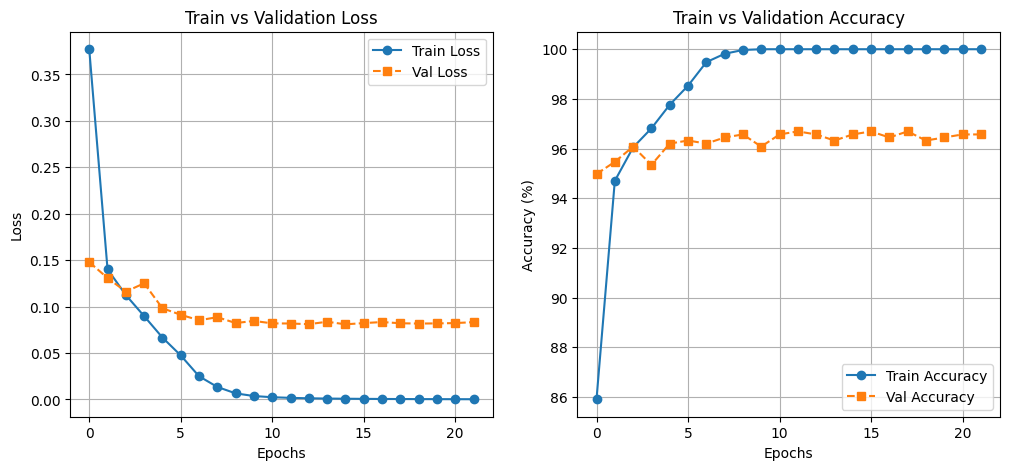 Train vs Validation Loss
Train Loss
Val Loss
0.35
0.30
0.25
0.20
0.15
0.10
0.05
0.00
Loss
0
5
10
15
20
Epochs
Train vs Validation Accuracy
100
98
96
94
92
90
88
86
Accuracy (%)
Train Accuracy
Val Accuracy
0
5
10
15
20
Epochs